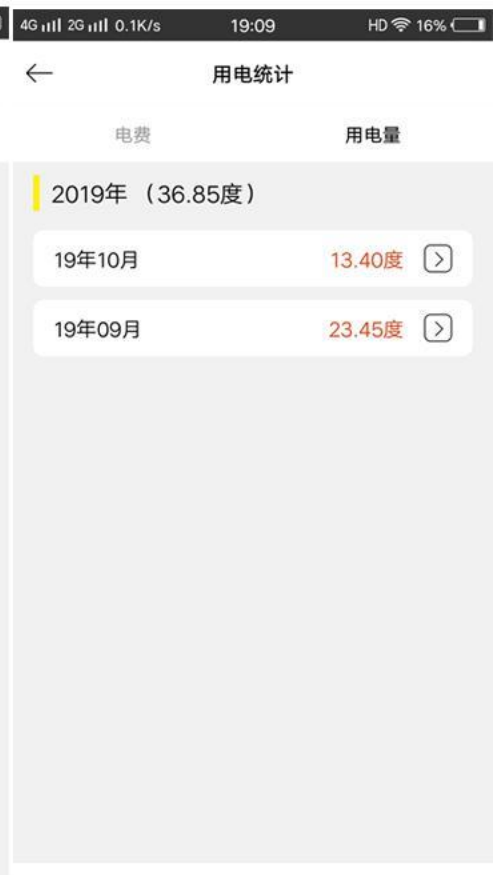 4G 2G 0.1K/s 19:09 HD 16%
用电统计
电费 用电量
2019年 （36.85度）
19年10月 13.40度
19年09月 23.45度